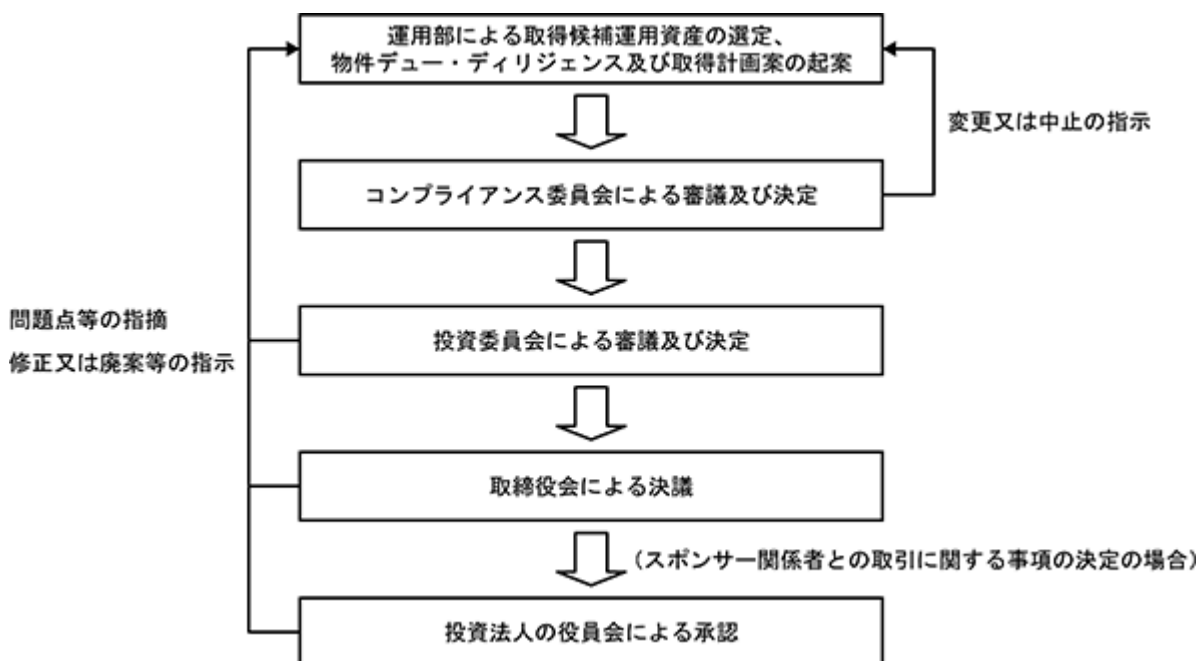 運用部による取得候補運用資産の選定、
物件デュー・ディリジェンス及び取得計画案の起案
変更又は中止の指示
コンプライアンス委員会による審議及び決定
問題点等の指摘
修正又は廃案等の指示
投資委員会による審議及び決定
取締役会による決議
(スポンサー関係者との取引に関する事項の決定の場合)
投資法人の役員会による承認